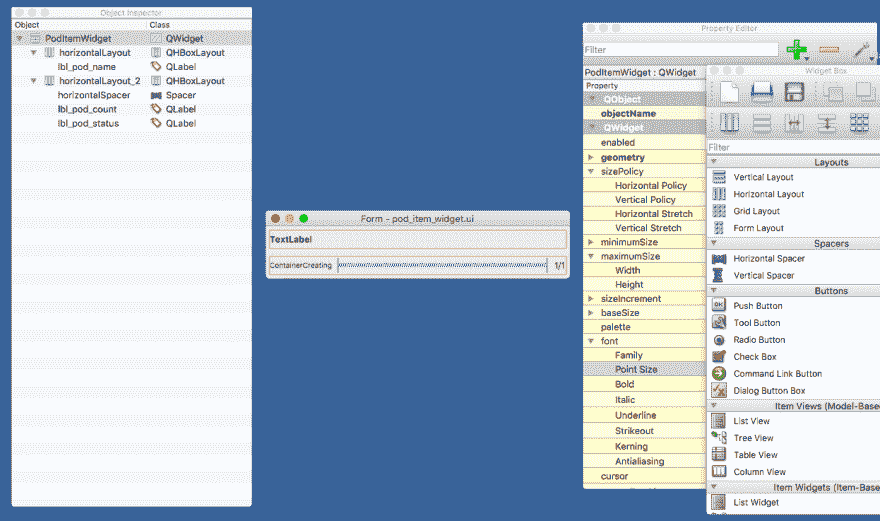 Object Inspector
Object Class
PodItemWidget QWidget
horizontalLayout QHBoxLayout
lbl_pod_name QLabel
horizontalLayout_2 QHBoxLayout
horizontalSpacer Spacer
lbl_pod_count QLabel
lbl_pod_status QLabel
Form - pod_item_widget.ui
TextLabel
ContainerCreating 1/1
Property Editor
Filter
PodItemWidget : QWidget
Property
QObject
objectName
QWidget
enabled
geometry
sizePolicy
Horizontal Policy
Vertical Policy
Horizontal Stretch
Vertical Stretch
minimumSize
maximumSize
Width
Height
sizeIncrement
baseSize
palette
font
Family
Point Size
Bold
Italic
Underline
Strikeout
Kerning
Antialiasing
cursor
Widget Box
Filter
Layouts
Vertical Layout
Horizontal Layout
Grid Layout
Form Layout
Spacers
Horizontal Spacer
Vertical Spacer
Buttons
OK
Push Button
Tool Button
Radio Button
Check Box
Command Link Button
Dialog Button Box
Item Views (Model-Base
List View
Tree View
Table View
Column View
Item Widgets (Item-Base
List Widget